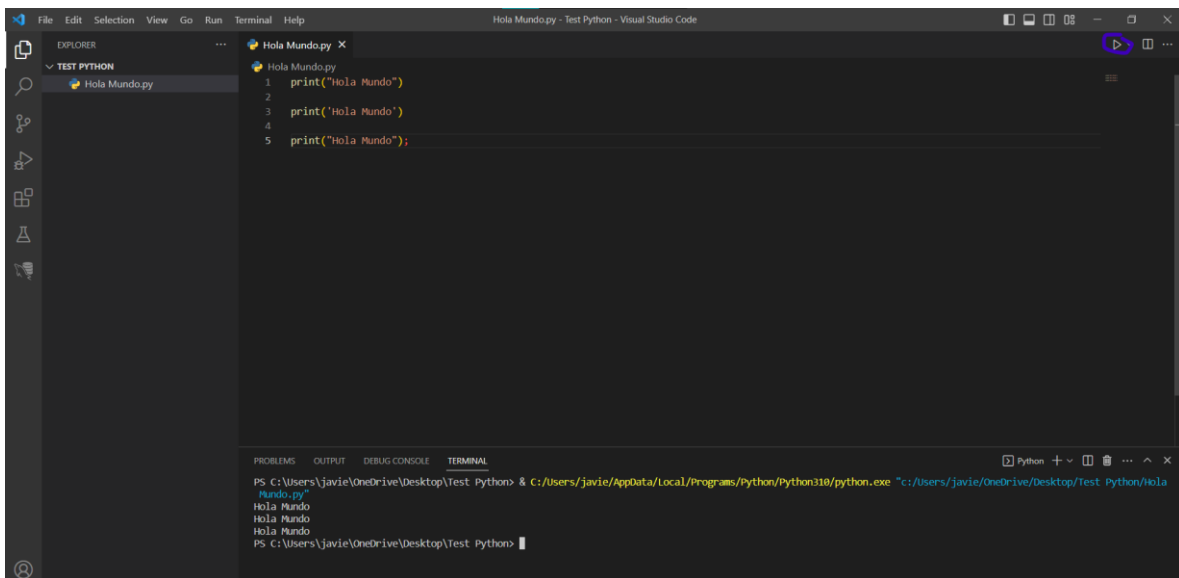 File Edit Selection View Go Run Terminal Help
Hola Mundo.py - Test Python - Visual Studio Code
EXPLORER
TEST PYTHON
Hola Mundo.py
Hola Mundo.py
Hola Mundo.py
1 print("Hola Mundo")
2
3 print('Hola Mundo')
4
5 print("Hola Mundo");
PROBLEMS OUTPUT DEBUG CONSOLE TERMINAL
Python
PS C:\Users\javie\OneDrive\Desktop\Test Python> & C:/Users/javie/AppData/Local/Programs/Python/Python310/python.exe "c:/Users/javie/OneDrive/Desktop/Test Python/Hola
Mundo.py"
Hola Mundo
Hola Mundo
Hola Mundo
PS C:\Users\javie\OneDrive\Desktop\Test Python>